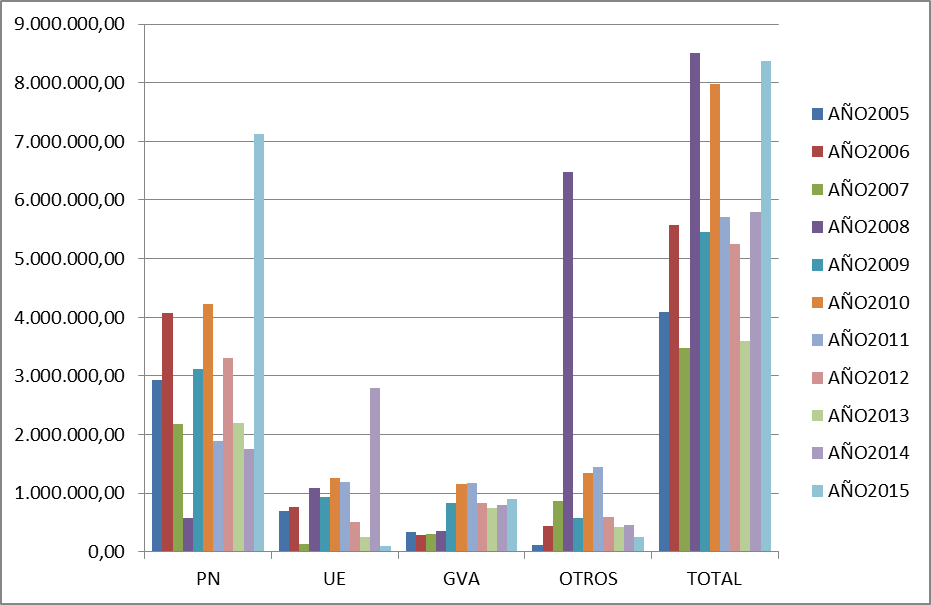 9.000.000,00
8.000.000,00
7.000.000,00
6.000.000,00
5.000.000,00
4.000.000,00
3.000.000,00
2.000.000,00
1.000.000,00
0,00
PN UE GVA OTROS TOTAL
AÑO2005
AÑO2006
AÑO2007
AÑO2008
AÑO2009
AÑO2010
AÑO2011
AÑO2012
AÑO2013
AÑO2014
AÑO2015